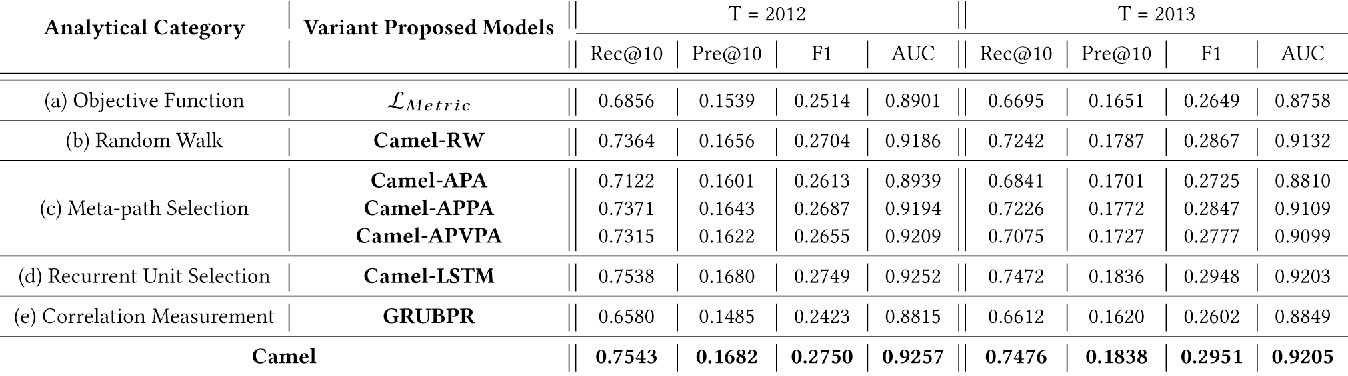 Analytical Category Variant Proposed Models T = 2012 T = 2013
Rec@10 Pre@10 F1 AUC Rec@10 Pre@10 F1 AUC
(a) Objective Function ℒ_Metric 0.6856 0.1539 0.2514 0.8901 0.6695 0.1651 0.2649 0.8758
(b) Random Walk Camel-RW 0.7364 0.1656 0.2704 0.9186 0.7242 0.1787 0.2867 0.9132
Camel-APA 0.7122 0.1601 0.2613 0.8939 0.6841 0.1701 0.2725 0.8810
(c) Meta-path Selection Camel-APPA 0.7371 0.1643 0.2687 0.9194 0.7226 0.1772 0.2847 0.9109
Camel-APVPA 0.7315 0.1622 0.2655 0.9209 0.7075 0.1727 0.2777 0.9099
(d) Recurrent Unit Selection Camel-LSTM 0.7538 0.1680 0.2749 0.9252 0.7472 0.1836 0.2948 0.9203
(e) Correlation Measurement GRUBPR 0.6580 0.1485 0.2423 0.8815 0.6612 0.1620 0.2602 0.8849
Camel 0.7543 0.1682 0.2750 0.9257 0.7476 0.1838 0.2951 0.9205